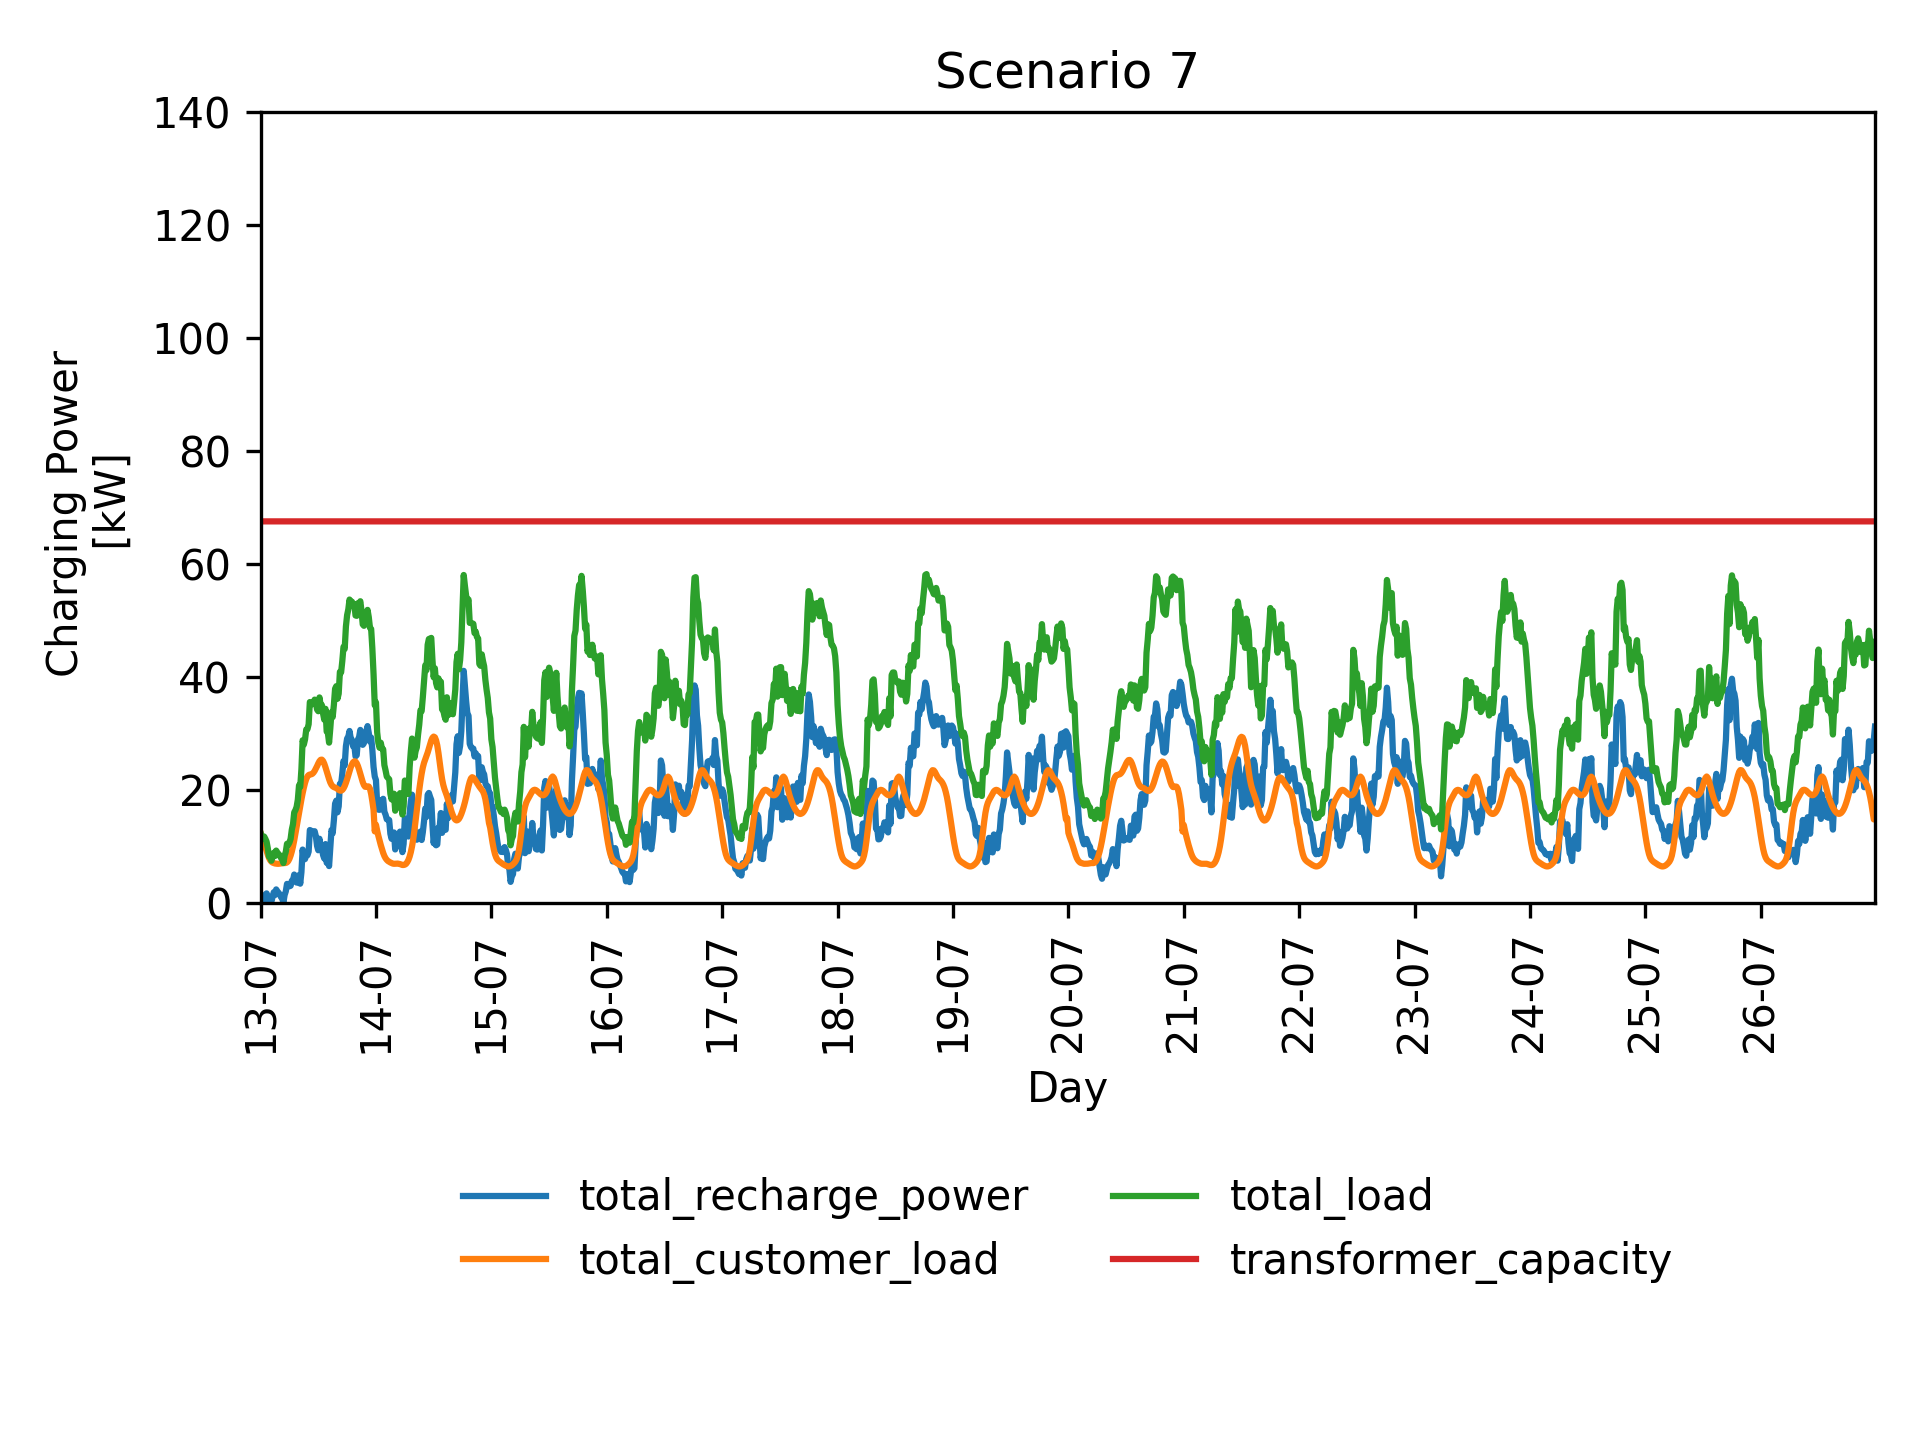 Scenario 7
140
120
100
80
60
40
20
0
Charging Power
[kW]
13-07
14-07
15-07
16-07
17-07
18-07
19-07
20-07
21-07
22-07
23-07
24-07
25-07
26-07
Day
total_recharge_power
total_customer_load
total_load
transformer_capacity